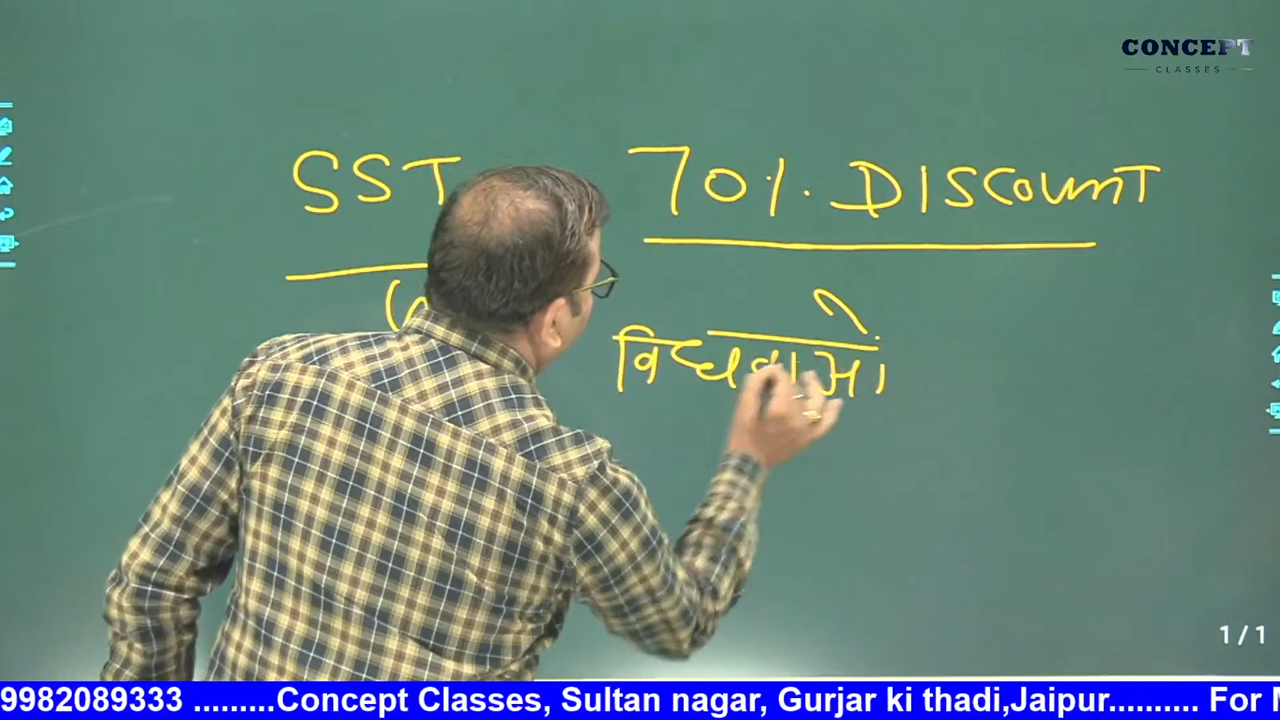 CONCEPT
CLASSES
SST 70% DISCOUNT
1/1
9982089333 .........Concept Classes, Sultan nagar, Gurjar ki thadi,Jaipur.......... For